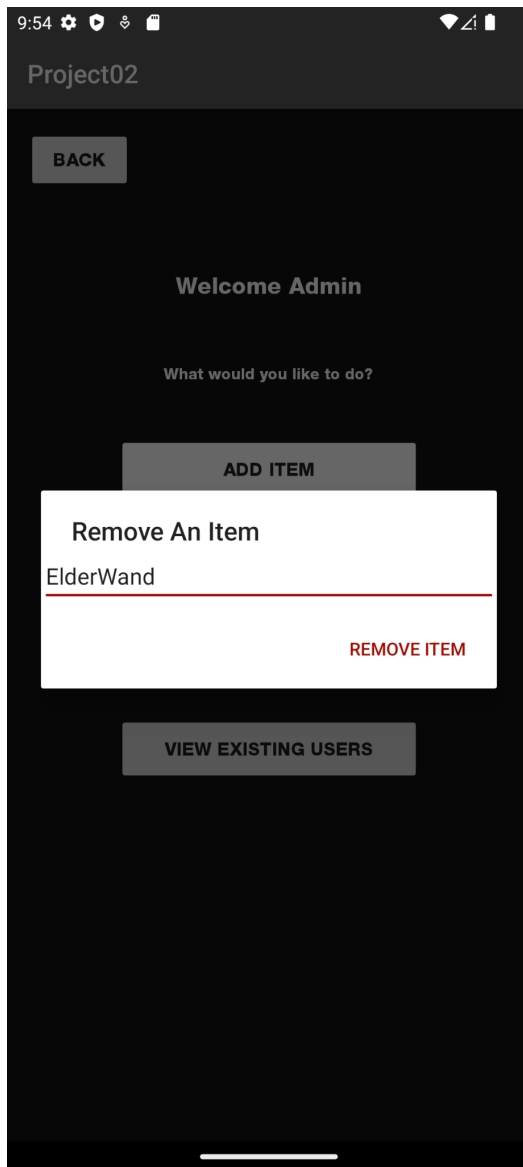 9:54
Project02
BACK
Welcome Admin
What would you like to do?
ADD ITEM
Remove An Item
ElderWand
REMOVE ITEM
VIEW EXISTING USERS